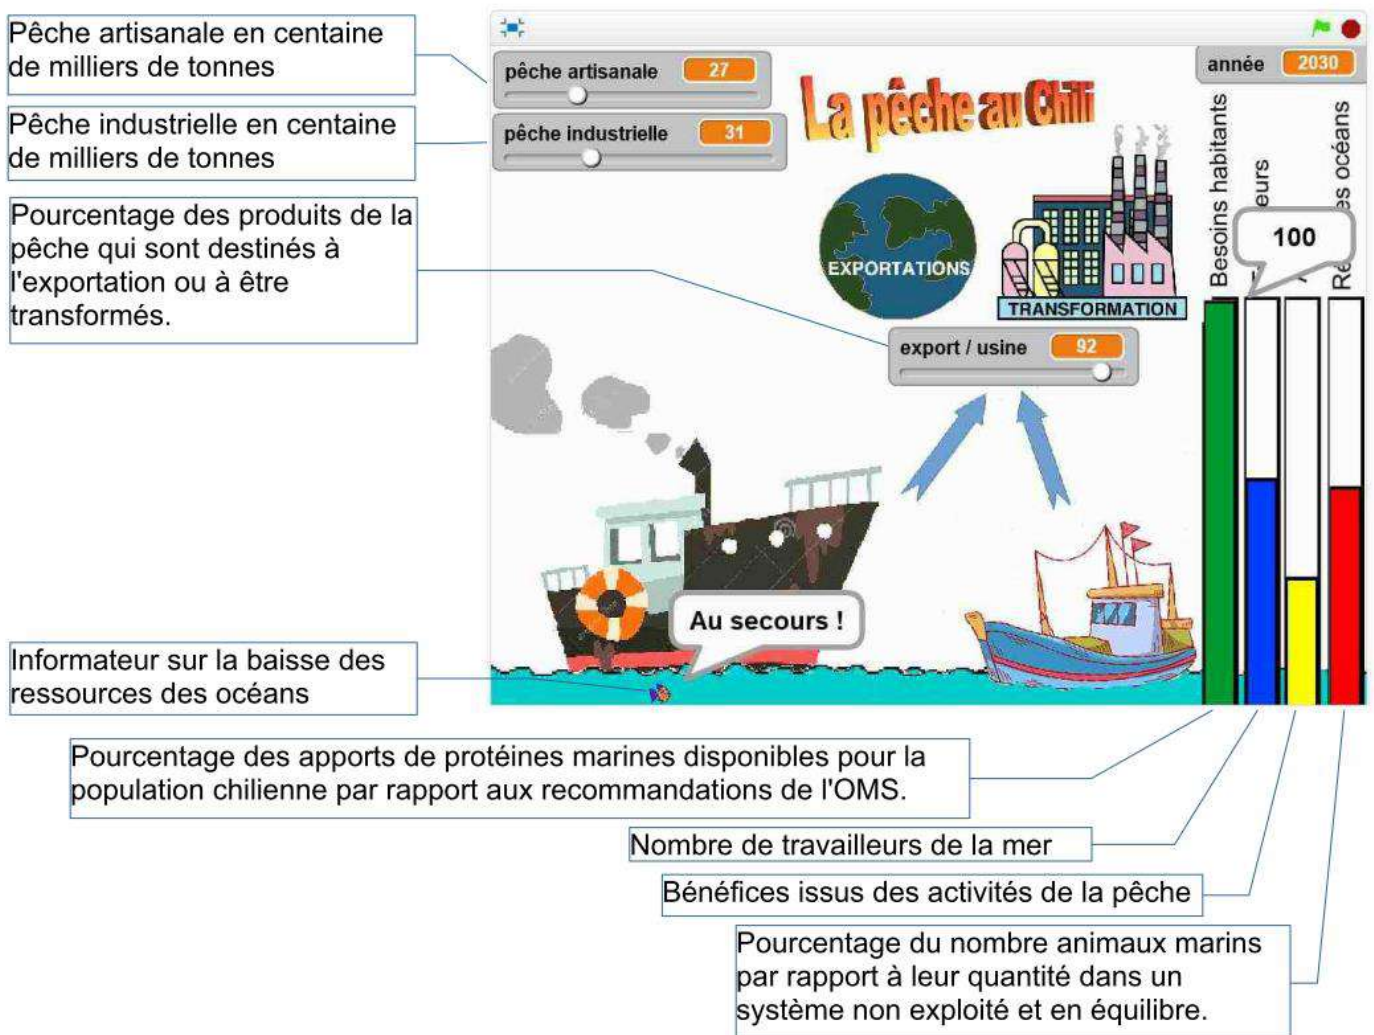 Pêche artisanale en centaine
de milliers de tonnes
Pêche industrielle en centaine
de milliers de tonnes
Pourcentage des produits de la
pêche qui sont destinés à
l'exportation ou à être
transformés.
Informateur sur la baisse des
ressources des océans
pêche artisanale 27
pêche industrielle 31
La pêche au Chili
année 2030
EXPORTATIONS
TRANSFORMATION
export / usine 92
Besoins habitants
océans
100
Au secours !
Pourcentage des apports de protéines marines disponibles pour la
population chilienne par rapport aux recommandations de l'OMS.
Nombre de travailleurs de la mer
Bénéfices issus des activités de la pêche
Pourcentage du nombre animaux marins
par rapport à leur quantité dans un
système non exploité et en équilibre.